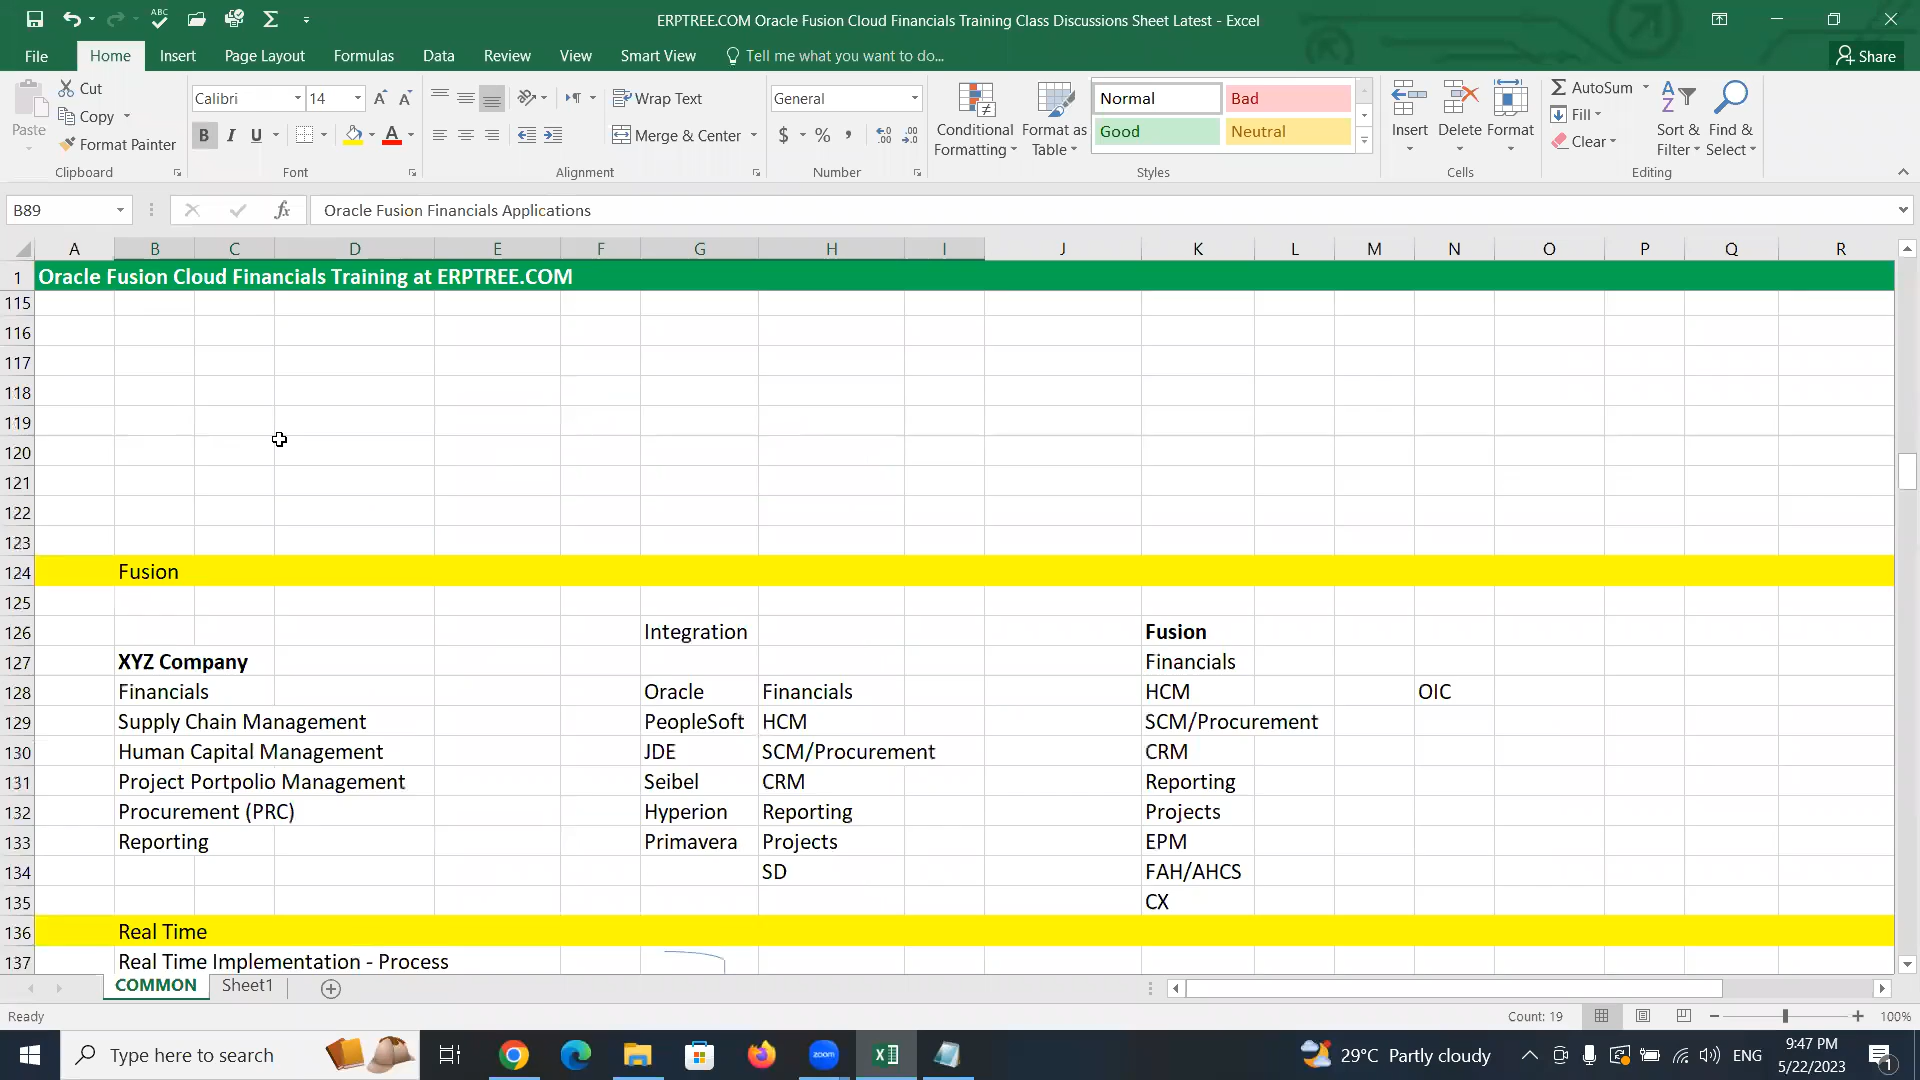 ERPTREE.COM Oracle Fusion Cloud Financials Training Class Discussions Sheet Latest - Excel
File Home Insert Page Layout Formulas Data Review View Smart View Tell me what you want to do... Share
Paste Cut Copy Format Painter
Calibri 14 B I U A
Wrap Text Merge & Center
General $ % ,
Conditional Formatting Format as Table
Normal Bad
Good Neutral
Insert Delete Format
AutoSum Fill Clear
Sort & Filter Find & Select
Clipboard Font Alignment Number Styles Cells Editing
B89 fx Oracle Fusion Financials Applications
A B C D E F G H I J K L M N O P Q R
1 Oracle Fusion Cloud Financials Training at ERPTREE.COM
115
116
117
118
119
120
121
122
123
124 Fusion
125
126 Integration Fusion
127 XYZ Company Financials
128 Financials Oracle Financials HCM OIC
129 Supply Chain Management PeopleSoft HCM SCM/Procurement
130 Human Capital Management JDE SCM/Procurement CRM
131 Project Portpolio Management Seibel CRM Reporting
132 Procurement (PRC) Hyperion Reporting Projects
133 Reporting Primavera Projects EPM
134 SD FAH/AHCS
135 CX
136 Real Time
137 Real Time Implementation - Process
COMMON Sheet1
Ready Count: 19 100%
Type here to search zoom 29°C Partly cloudy ENG 9:47 PM
5/22/2023 1